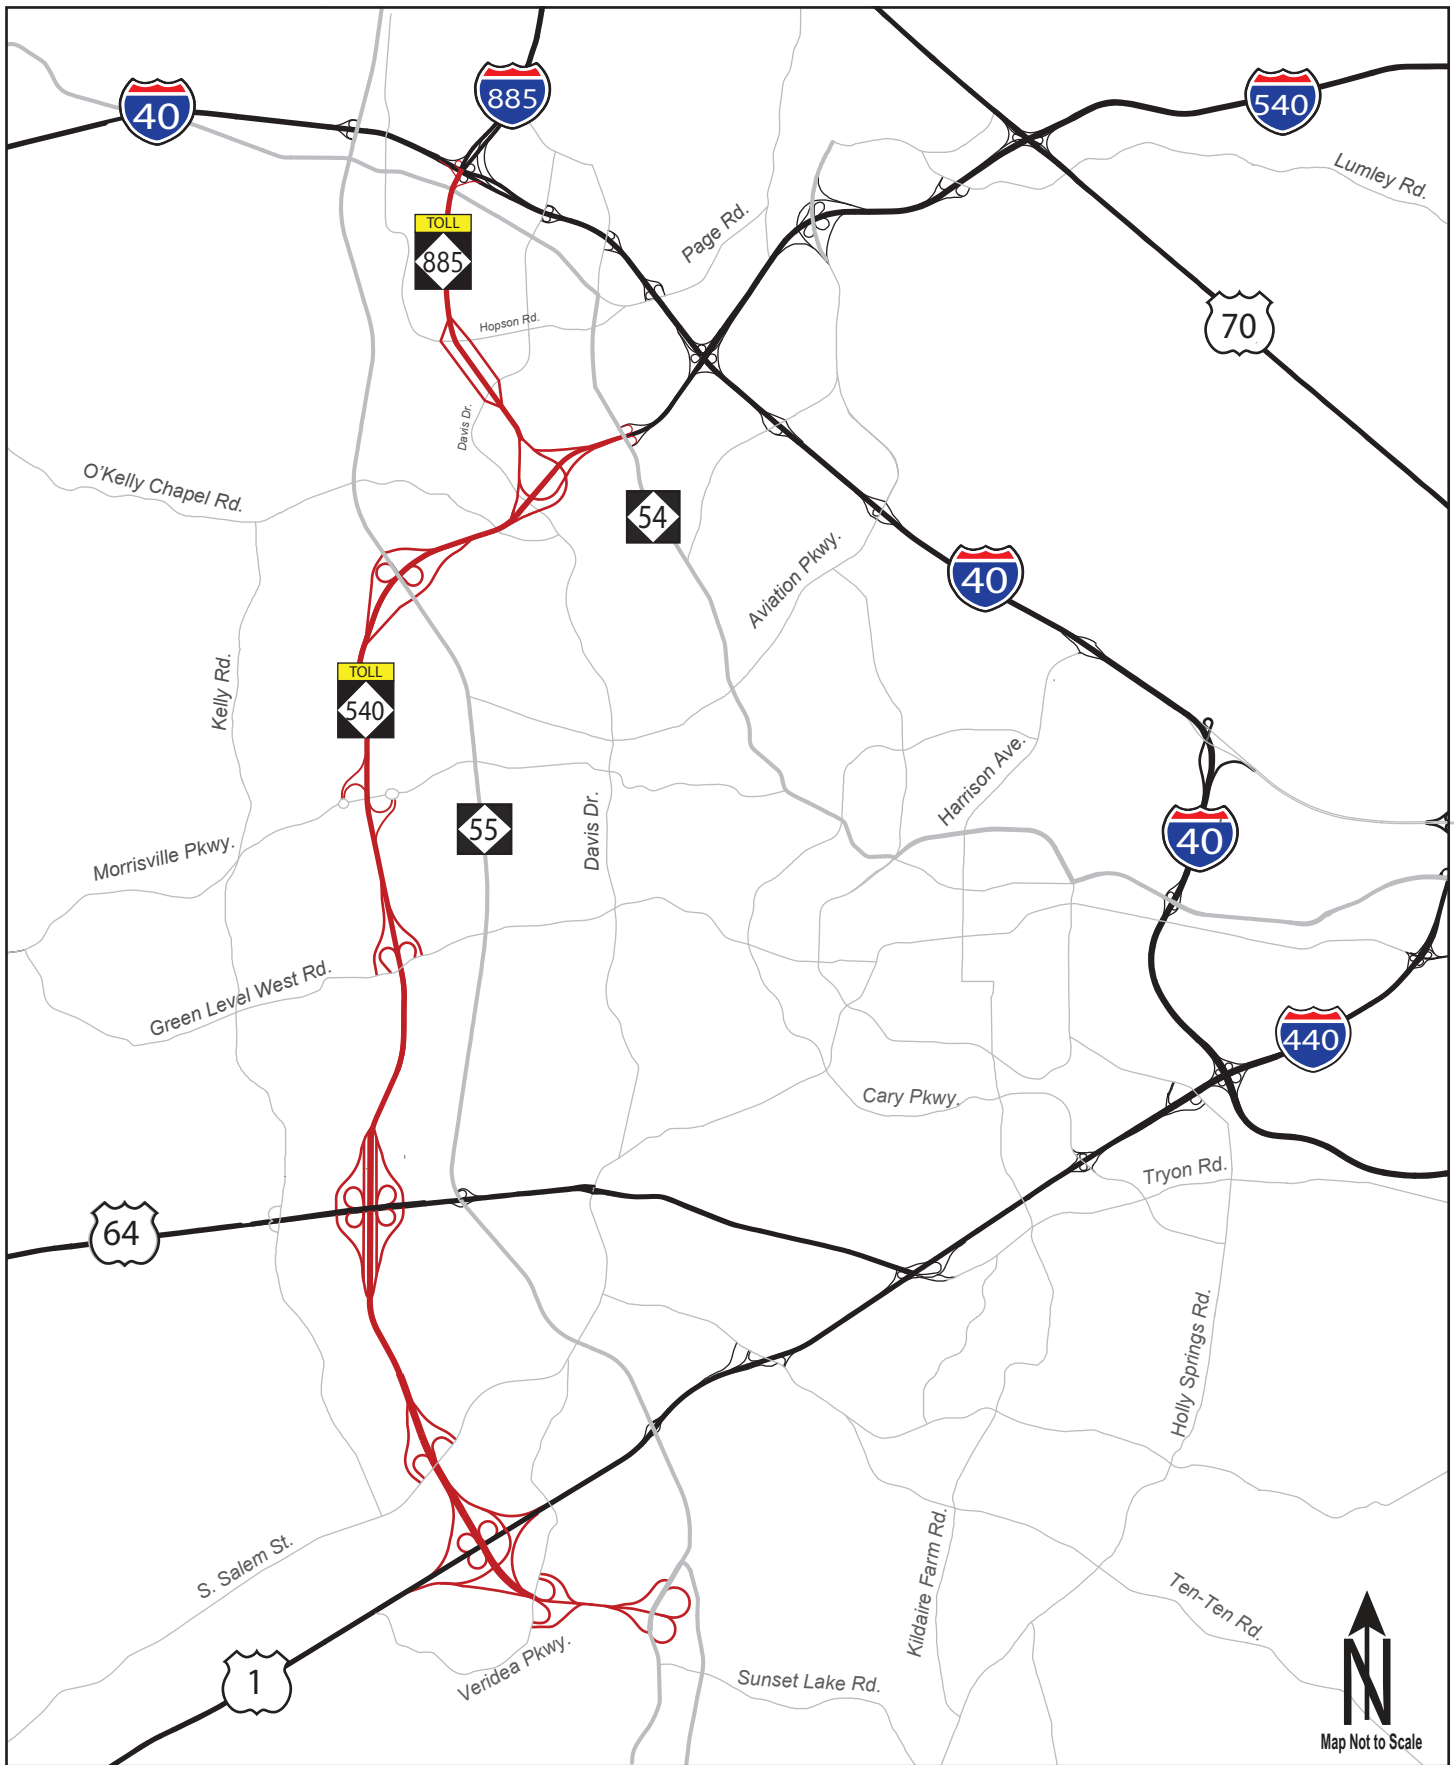 885
540
40
Lumley Rd.
Page Rd.
TOLL
885
Hopson Rd.
70
Davis Dr.
O'Kelly Chapel Rd.
54
Aviation Pkwy.
40
Kelly Rd.
TOLL
540
Harrison Ave.
55
Davis Dr.
40
Morrisville Pkwy.
Green Level West Rd.
440
Cary Pkwy.
Tryon Rd.
64
Holly Springs Rd.
S. Salem St.
Kildaire Farm Rd.
Ten-Ten Rd.
Veridea Pkwy.
1
Sunset Lake Rd.
N
Map Not to Scale